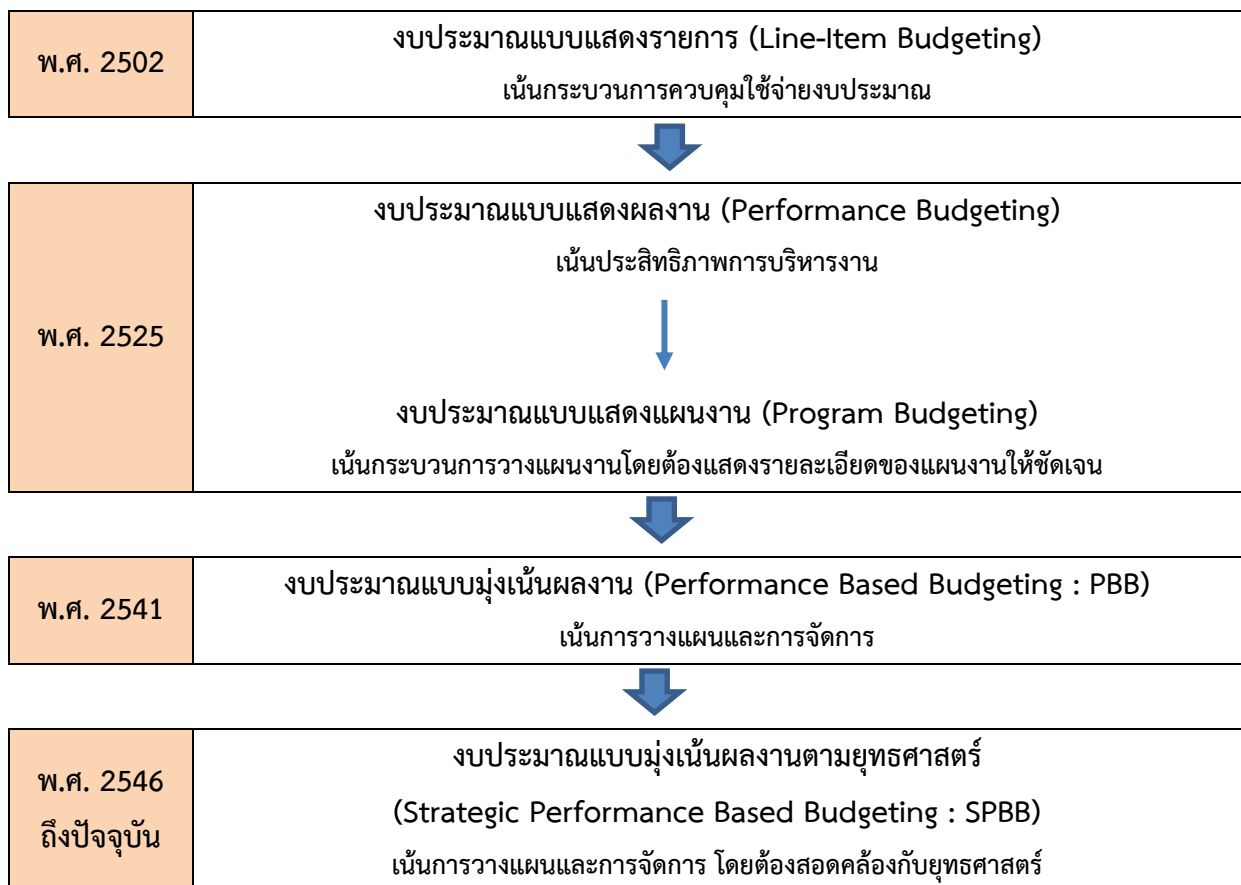 พ.ศ. 2502
งบประมาณแบบแสดงรายการ (Line-Item Budgeting)
เน้นกระบวนการควบคุมใช้จ่ายงบประมาณ
พ.ศ. 2525
งบประมาณแบบแสดงผลงาน (Performance Budgeting)
เน้นประสิทธิภาพการบริหารงาน
งบประมาณแบบแสดงแผนงาน (Program Budgeting)
เน้นกระบวนการวางแผนงานโดยต้องแสดงรายละเอียดของแผนงานให้ชัดเจน
พ.ศ. 2541
งบประมาณแบบมุ่งเน้นผลงาน (Performance Based Budgeting : PBB)
เน้นการวางแผนและการจัดการ
พ.ศ. 2546
ถึงปัจจุบัน
งบประมาณแบบมุ่งเน้นผลงานตามยุทธศาสตร์
(Strategic Performance Based Budgeting : SPBB)
เน้นการวางแผนและการจัดการ โดยต้องสอดคล้องกับยุทธศาสตร์